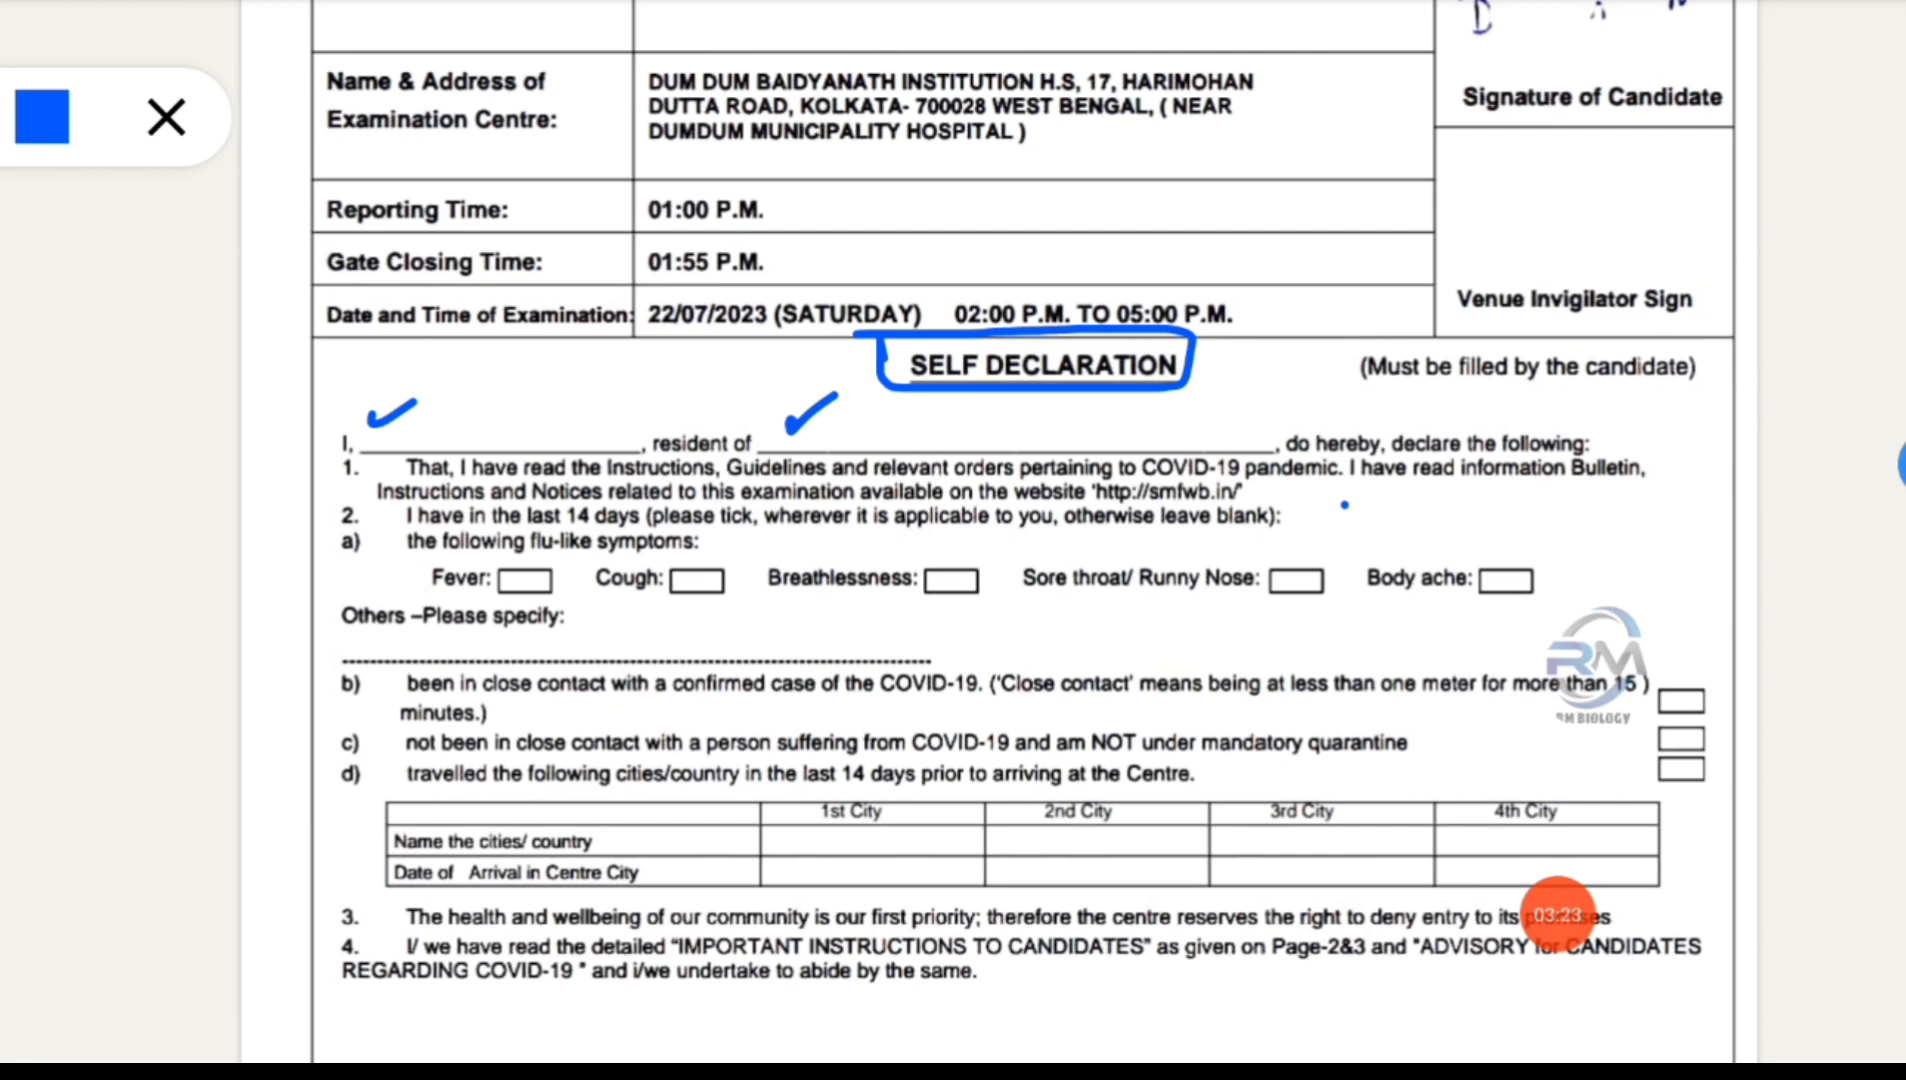 Signature of Candidate
Name & Address of
Examination Centre:
DUM DUM BAIDYANATH INSTITUTION H.S, 17, HARIMOHAN
DUTTA ROAD, KOLKATA- 700028 WEST BENGAL, ( NEAR
DUMDUM MUNICIPALITY HOSPITAL )
Reporting Time: 01:00 P.M.
Gate Closing Time: 01:55 P.M.
Venue Invigilator Sign
Date and Time of Examination: 22/07/2023 (SATURDAY) 02:00 P.M. TO 05:00 P.M.
SELF DECLARATION (Must be filled by the candidate)
I, ____________________, resident of ____________________, do hereby, declare the following:
1. That, I have read the Instructions, Guidelines and relevant orders pertaining to COVID-19 pandemic. I have read information Bulletin,
Instructions and Notices related to this examination available on the website 'http://smfwb.in/'
2. I have in the last 14 days (please tick, wherever it is applicable to you, otherwise leave blank):
a) the following flu-like symptoms:
Fever: Cough: Breathlessness: Sore throat/ Runny Nose: Body ache:
Others –Please specify:
b) been in close contact with a confirmed case of the COVID-19. ('Close contact' means being at less than one meter for more than 15 )
minutes.)
RM
RM BIOLOGY
c) not been in close contact with a person suffering from COVID-19 and am NOT under mandatory quarantine
d) travelled the following cities/country in the last 14 days prior to arriving at the Centre.
1st City 2nd City 3rd City 4th City
Name the cities/ country
Date of Arrival in Centre City
3. The health and wellbeing of our community is our first priority; therefore the centre reserves the right to deny entry to its
03:23
4. I/ we have read the detailed "IMPORTANT INSTRUCTIONS TO CANDIDATES" as given on Page-2&3 and "ADVISORY for CANDIDATES
REGARDING COVID-19 " and i/we undertake to abide by the same.